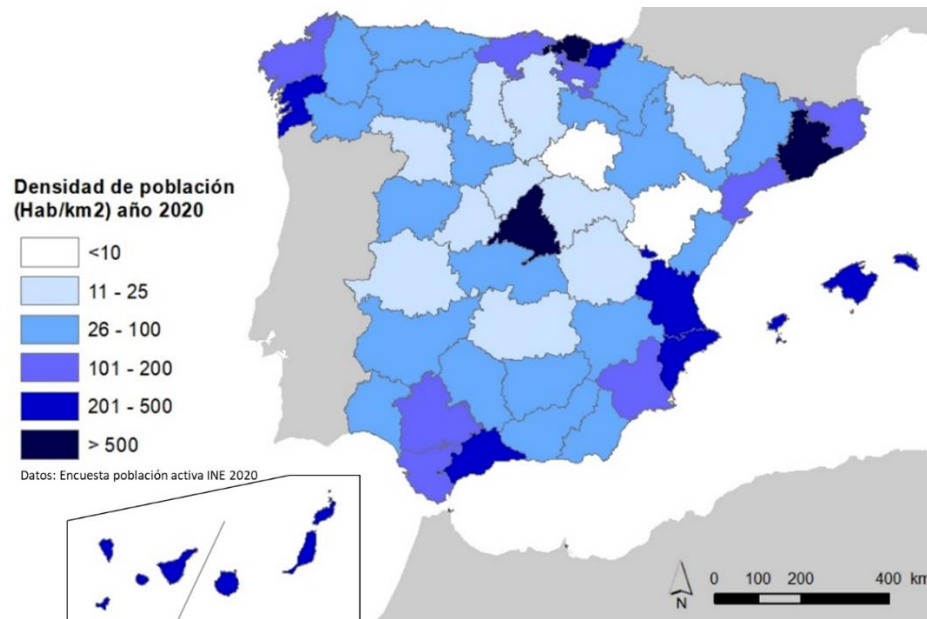 Densidad de población
(Hab/km2) año 2020
<10
11 - 25
26 - 100
101 - 200
201 - 500
> 500
Datos: Encuesta población activa INE 2020
N
0 100 200 400 km